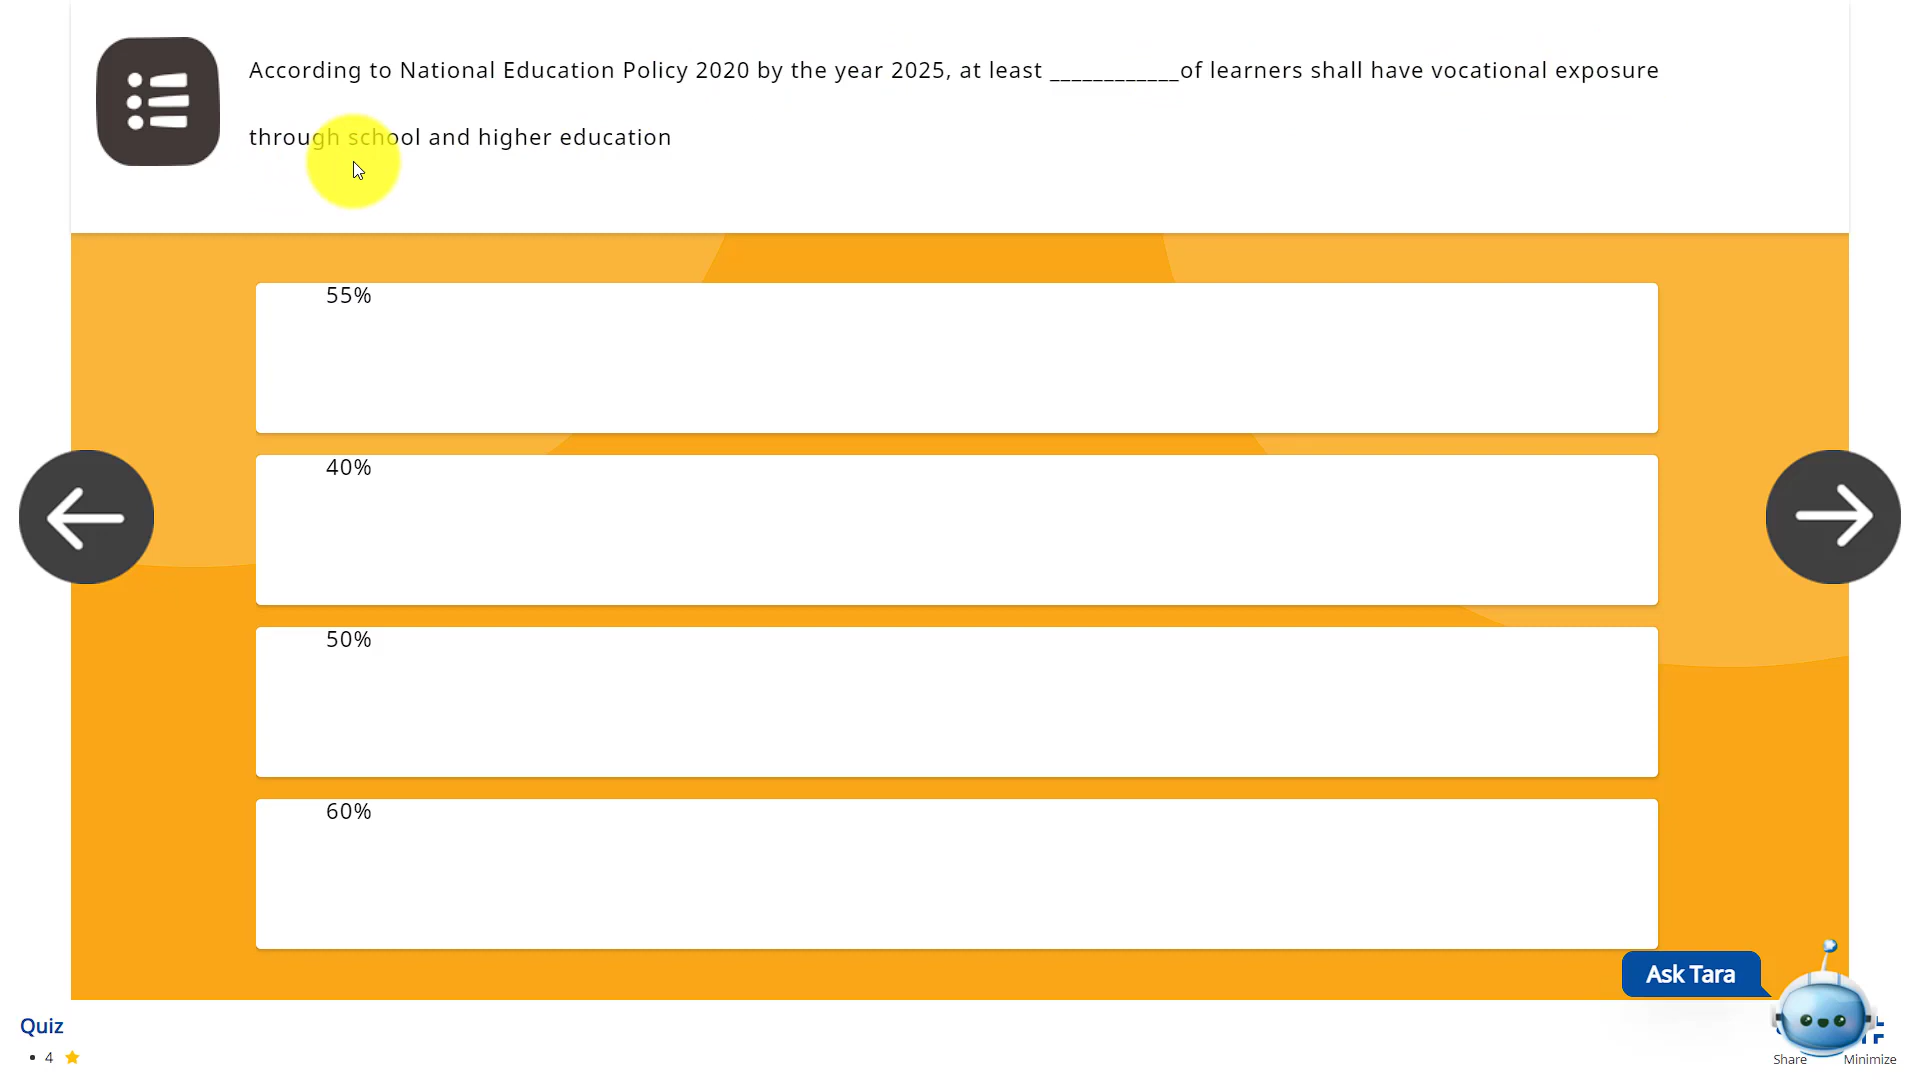 According to National Education Policy 2020 by the year 2025, at least ____________of learners shall have vocational exposure
through school and higher education
55%
40%
50%
60%
Ask Tara
Quiz
4
Share
Minimize